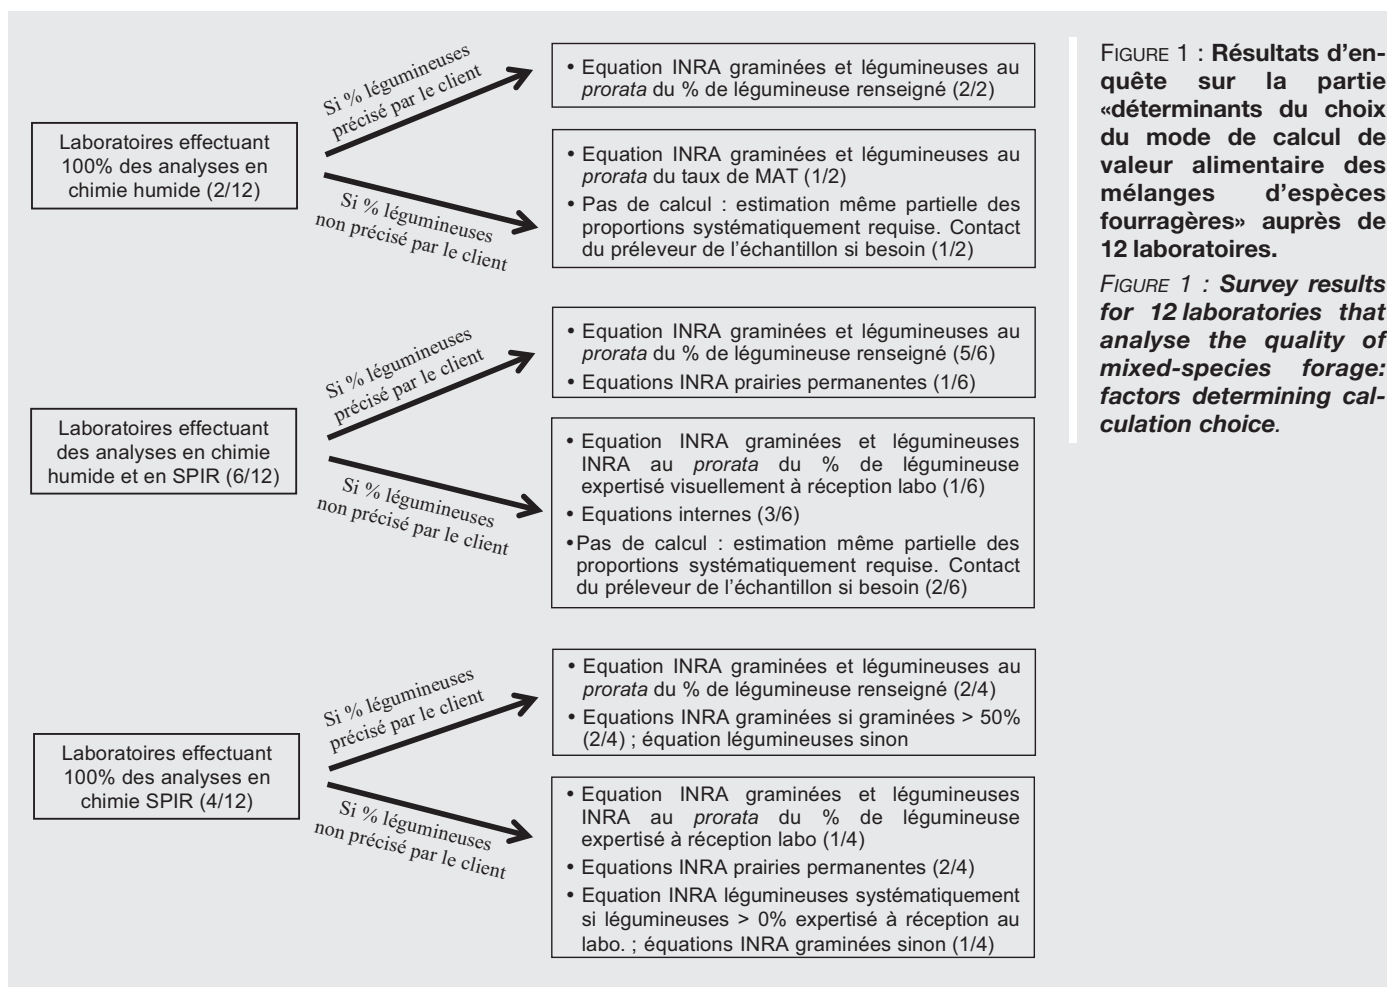 Laboratoires effectuant
100% des analyses en
chimie humide (2/12)
Si % légumineuses
précisé par le client
• Equation INRA graminées et légumineuses au
prorata du % de légumineuse renseigné (2/2)
Si % légumineuses
non précisé par le client
• Equation INRA graminées et légumineuses au
prorata du taux de MAT (1/2)
• Pas de calcul : estimation même partielle des
proportions systématiquement requise. Contact
du préleveur de l’échantillon si besoin (1/2)
Laboratoires effectuant
des analyses en chimie
humide et en SPIR (6/12)
Si % légumineuses
précisé par le client
• Equation INRA graminées et légumineuses au
prorata du % de légumineuse renseigné (5/6)
• Equations INRA prairies permanentes (1/6)
Si % légumineuses
non précisé par le client
• Equation INRA graminées et légumineuses
INRA au prorata du % de légumineuse
expertisé visuellement à réception labo (1/6)
• Equations internes (3/6)
•Pas de calcul : estimation même partielle des
proportions systématiquement requise. Contact
du préleveur de l’échantillon si besoin (2/6)
Laboratoires effectuant
100% des analyses en
chimie SPIR (4/12)
Si % légumineuses
précisé par le client
• Equation INRA graminées et légumineuses au
prorata du % de légumineuse renseigné (2/4)
• Equations INRA graminées si graminées > 50%
(2/4) ; équation légumineuses sinon
Si % légumineuses
non précisé par le client
• Equation INRA graminées et légumineuses
INRA au prorata du % de légumineuse
expertisé à réception labo (1/4)
• Equations INRA prairies permanentes (2/4)
• Equation INRA légumineuses systématiquement
si légumineuses > 0% expertisé à réception au
labo. ; équations INRA graminées sinon (1/4)
FIGURE 1 : Résultats d’en-
quête sur la partie
«déterminants du choix
du mode de calcul de
valeur alimentaire des
mélanges d’espèces
fourragères» auprès de
12 laboratoires.
FIGURE 1 : Survey results
for 12 laboratories that
analyse the quality of
mixed-species forage:
factors determining cal-
culation choice.